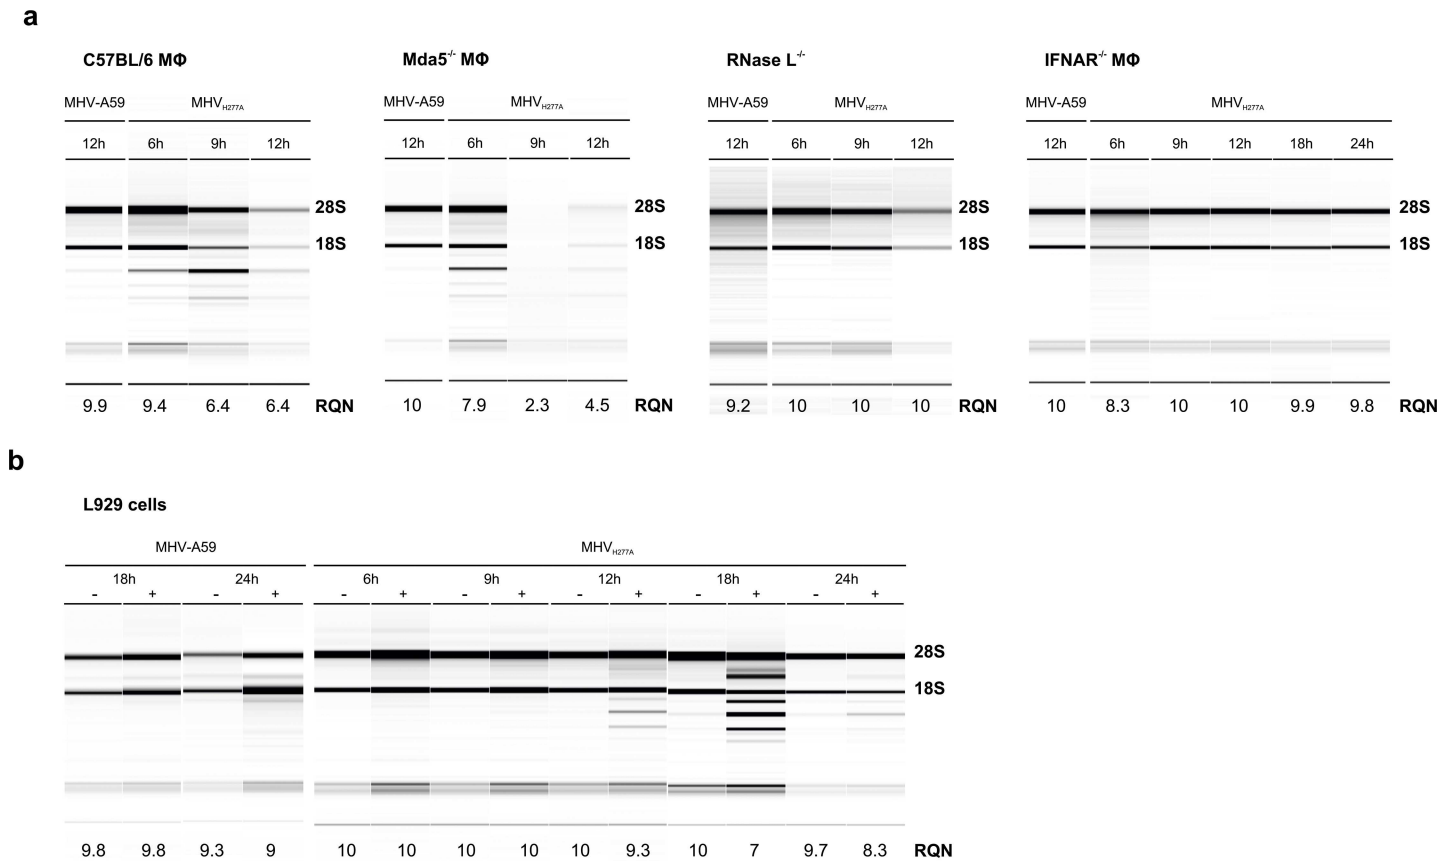 a
C57BL/6 MΦ Mda5-/- MΦ RNase L-/- IFNAR-/- MΦ
MHV-A59 MHVH277A MHV-A59 MHVH277A MHV-A59 MHVH277A MHV-A59 MHVH277A
12h 6h 9h 12h 12h 6h 9h 12h 12h 6h 9h 12h 12h 6h 9h 12h 18h 24h
28S 28S 28S 28S
18S 18S 18S 18S
9.9 9.4 6.4 6.4 RQN 10 7.9 2.3 4.5 RQN 9.2 10 10 10 RQN 10 8.3 10 10 9.9 9.8 RQN
b
L929 cells
MHV-A59 MHVH277A
18h 24h 6h 9h 12h 18h 24h
- + - + - + - + - + - + - +
28S
18S
9.8 9.8 9.3 9 10 10 10 10 10 9.3 10 7 9.7 8.3 RQN